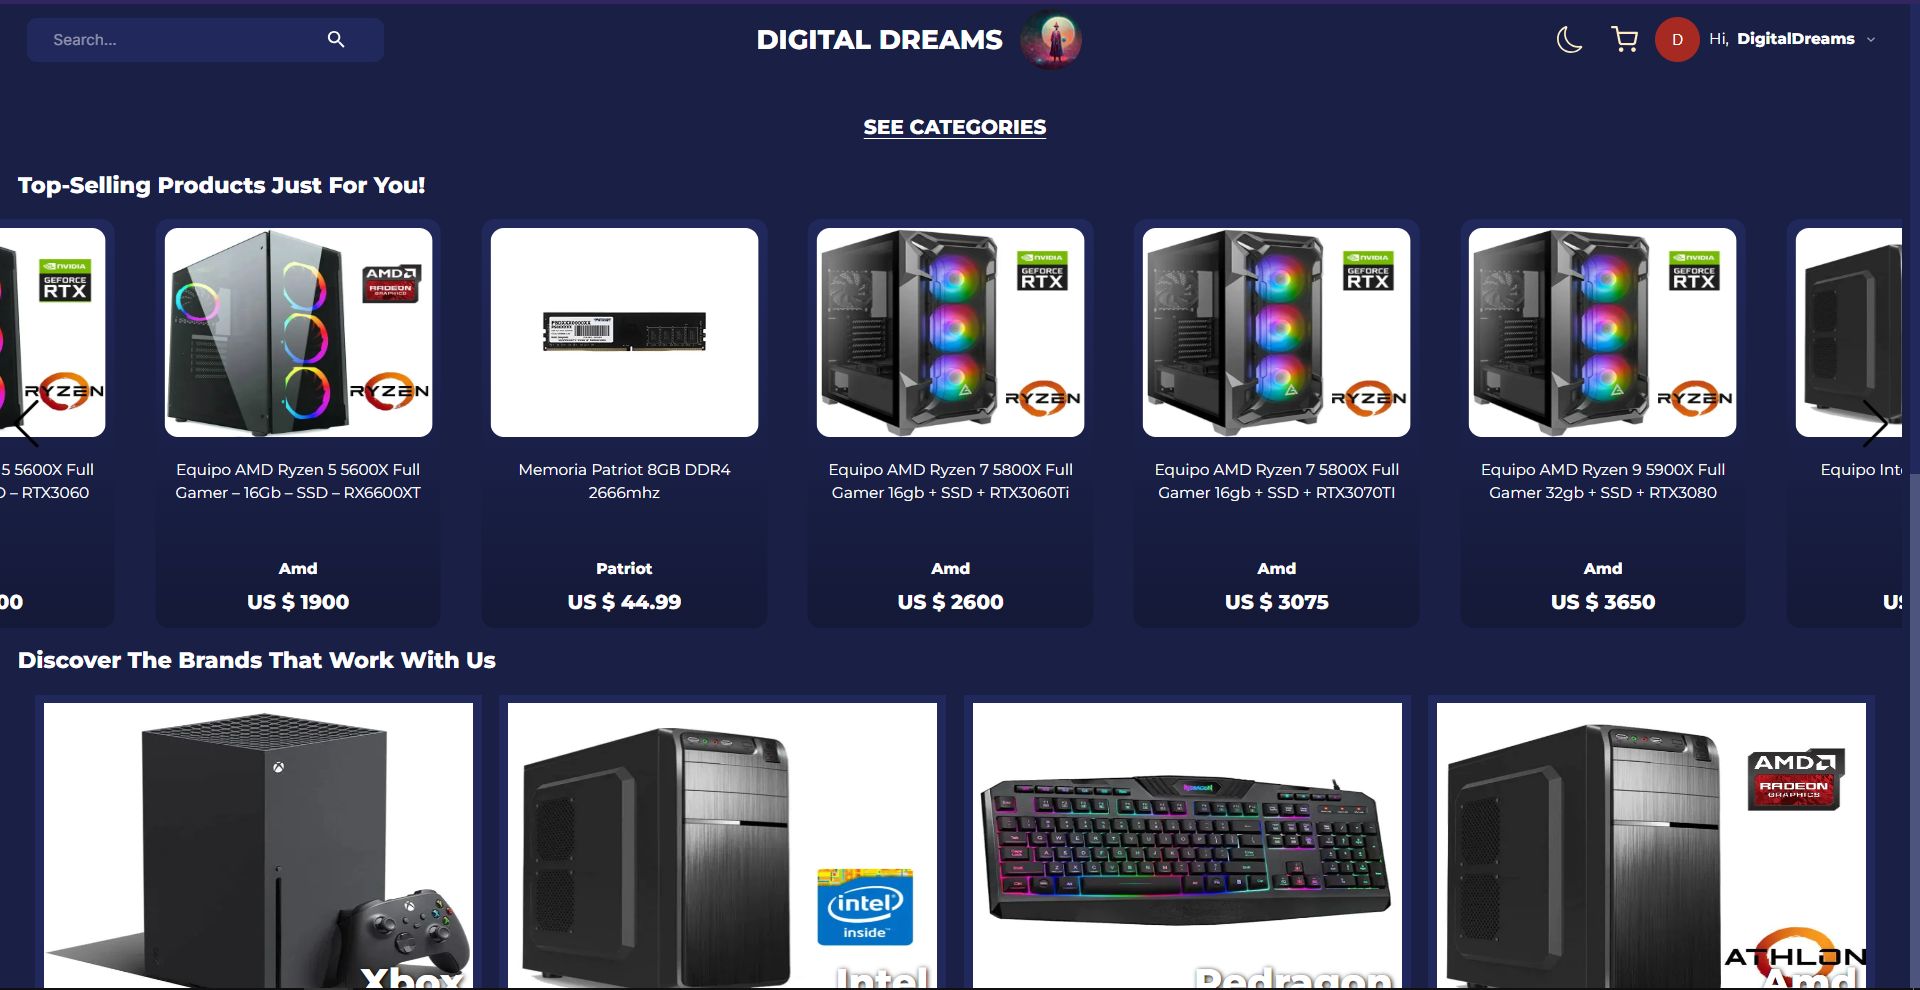 Search...
DIGITAL DREAMS
D
Hi, DigitalDreams
SEE CATEGORIES
Top-Selling Products Just For You!
NVIDIA
GEFORCE
RTX
RYZEN
5 5600X Full
– RTX3060
00
AMD
RADEON
GRAPHICS
RYZEN
Equipo AMD Ryzen 5 5600X Full
Gamer – 16Gb – SSD – RX6600XT
Amd
US $ 1900
Memoria Patriot 8GB DDR4
2666mhz
Patriot
US $ 44.99
NVIDIA
GEFORCE
RTX
RYZEN
Equipo AMD Ryzen 7 5800X Full
Gamer 16gb + SSD + RTX3060Ti
Amd
US $ 2600
NVIDIA
GEFORCE
RTX
RYZEN
Equipo AMD Ryzen 7 5800X Full
Gamer 16gb + SSD + RTX3070TI
Amd
US $ 3075
NVIDIA
GEFORCE
RTX
RYZEN
Equipo AMD Ryzen 9 5900X Full
Gamer 32gb + SSD + RTX3080
Amd
US $ 3650
Equipo Int
Discover The Brands That Work With Us
Xbox
intel
inside
Intel
REDRAGON
Redragon
AMD
RADEON
GRAPHICS
ATHLON
Amd